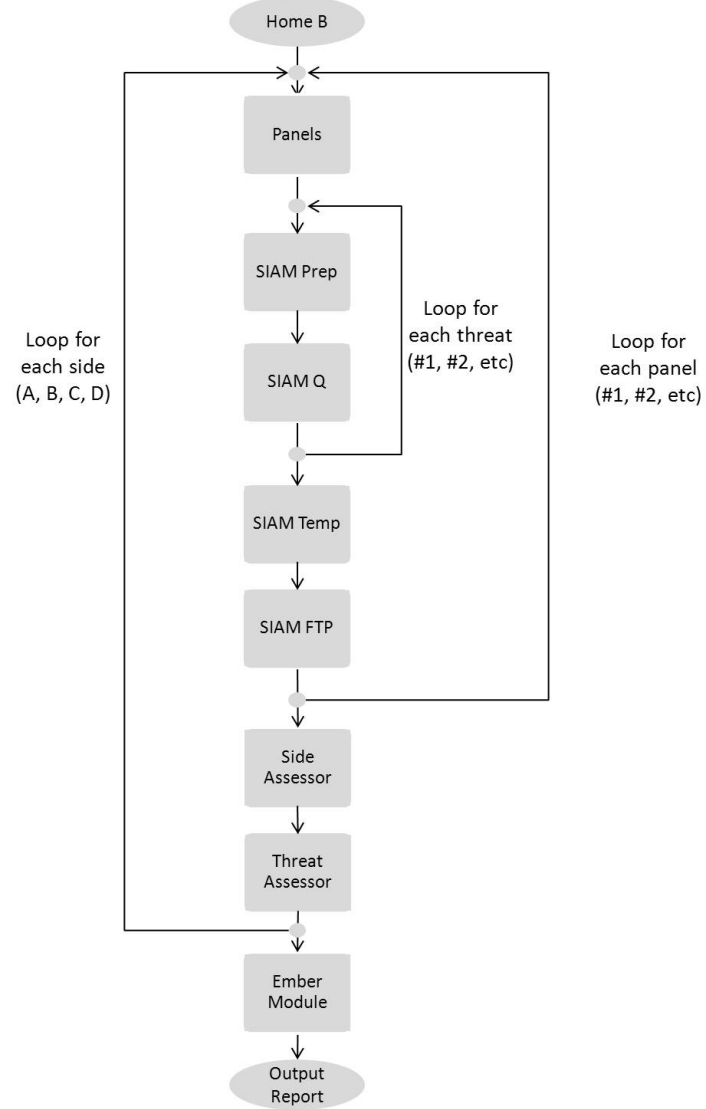 Home B
Panels
SIAM Prep
Loop for
each threat
(#1, #2, etc)
Loop for
each side
(A, B, C, D)
Loop for
each panel
(#1, #2, etc)
SIAM Q
SIAM Temp
SIAM FTP
Side
Assessor
Threat
Assessor
Ember
Module
Output
Report